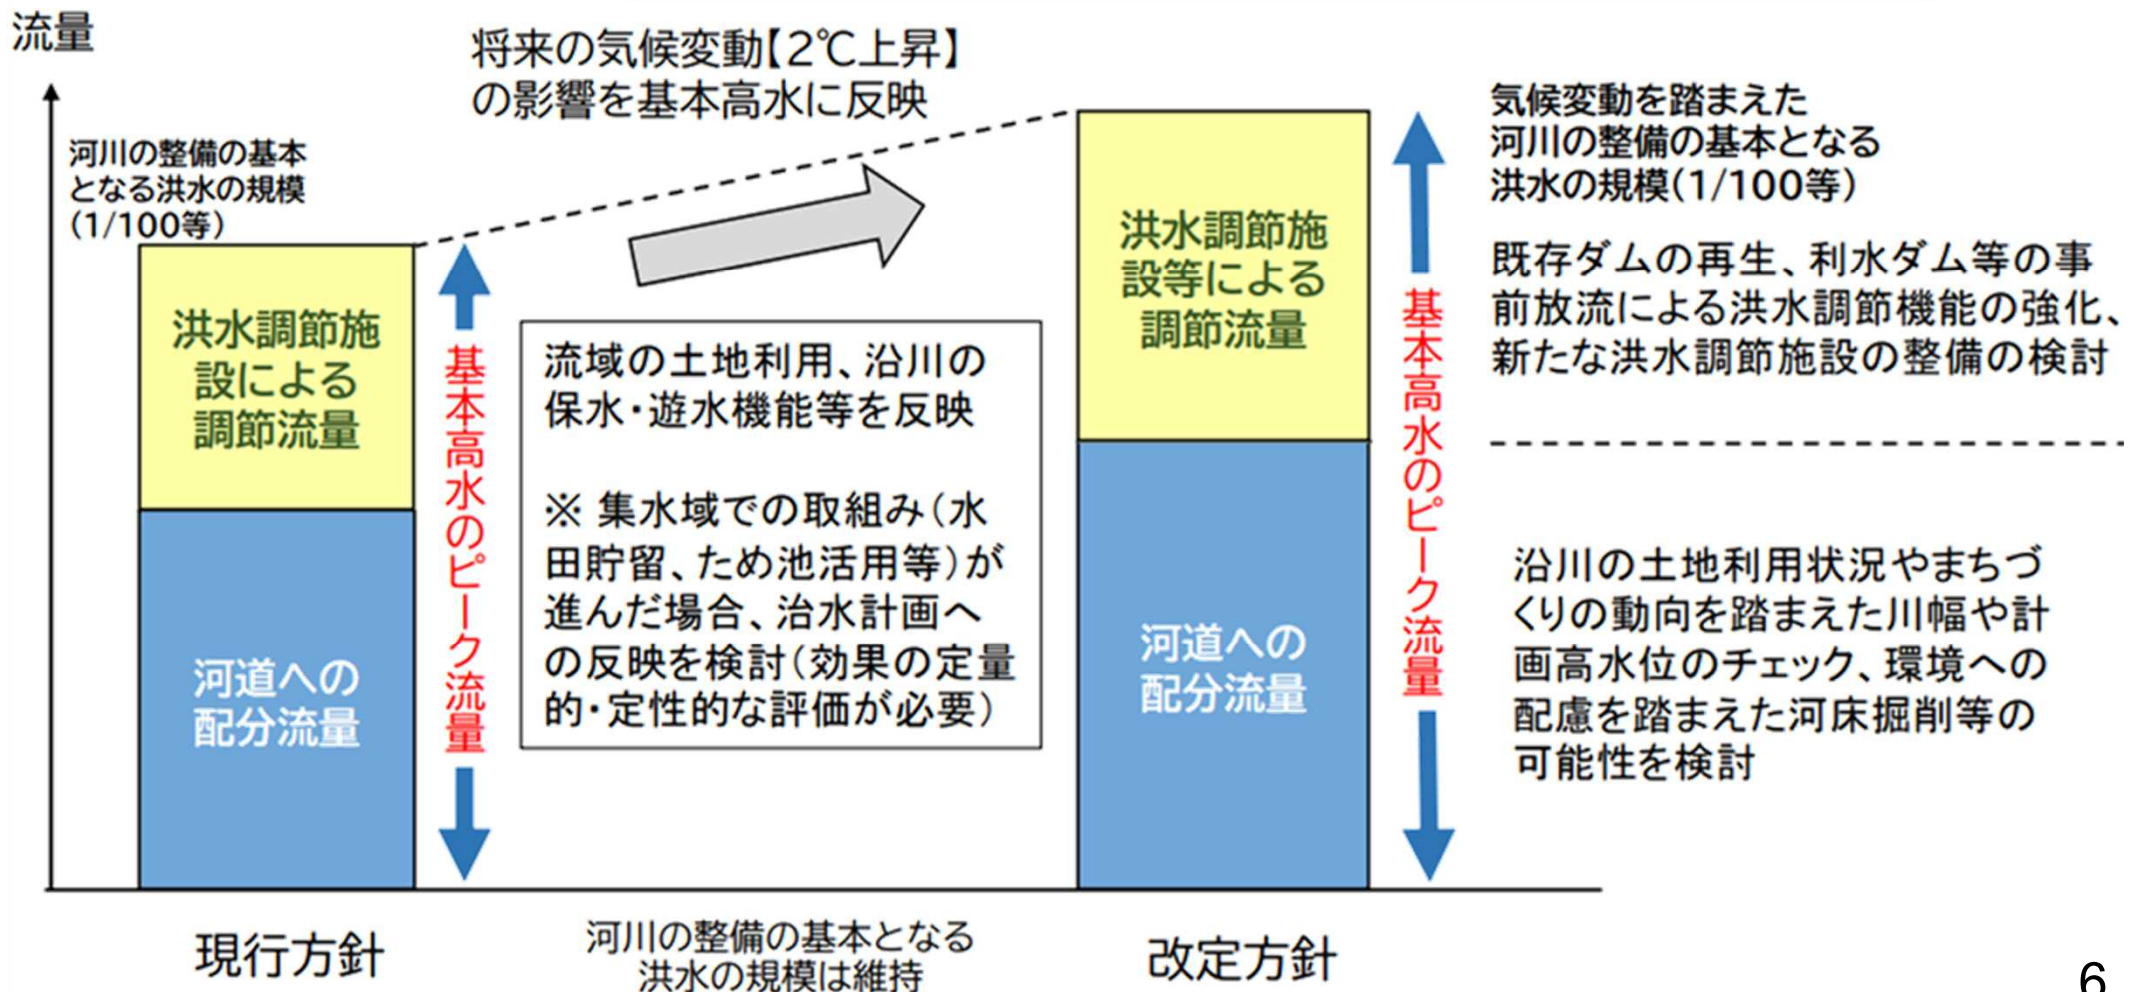 流量
将来の気候変動【2℃上昇】
の影響を基本高水に反映
河川の整備の基本
となる洪水の規模
(1/100等)
洪水調節施
設による
調節流量
河道への
配分流量
基本高水のピーク流量
流域の土地利用、沿川の
保水・遊水機能等を反映
※ 集水域での取組み(水
田貯留、ため池活用等)が
進んだ場合、治水計画へ
の反映を検討(効果の定量
的・定性的な評価が必要)
洪水調節施
設等による
調節流量
河道への
配分流量
基本高水のピーク流量
気候変動を踏まえた
河川の整備の基本となる
洪水の規模(1/100等)
既存ダムの再生、利水ダム等の事
前放流による洪水調節機能の強化、
新たな洪水調節施設の整備の検討
沿川の土地利用状況やまちづ
くりの動向を踏まえた川幅や計
画高水位のチェック、環境への
配慮を踏まえた河床掘削等の
可能性を検討
現行方針
河川の整備の基本となる
洪水の規模は維持
改定方針
6